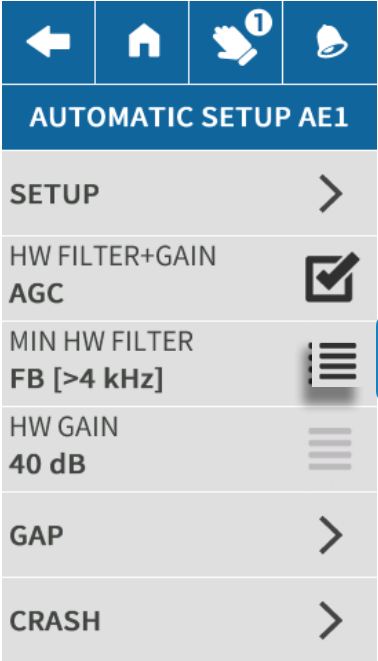 1
AUTOMATIC SETUP AE1
SETUP
HW FILTER+GAIN
AGC
MIN HW FILTER
FB [>4 kHz]
HW GAIN
40 dB
GAP
CRASH